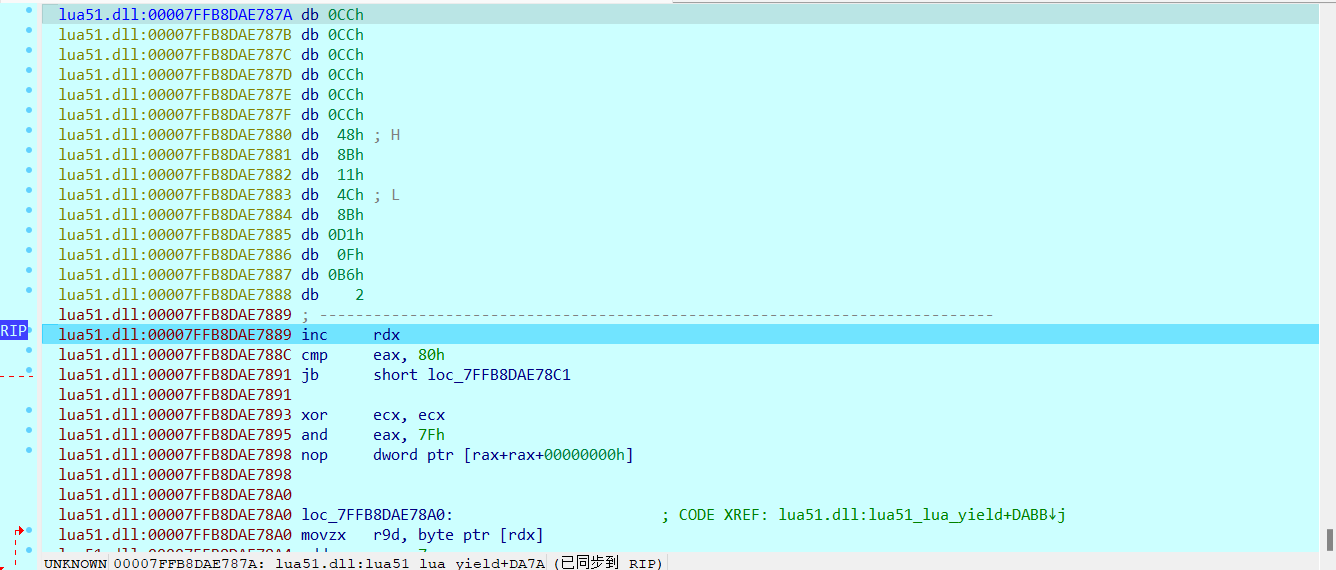 lua51.dll:00007FFB8DAE787A db 0CCh
lua51.dll:00007FFB8DAE787B db 0CCh
lua51.dll:00007FFB8DAE787C db 0CCh
lua51.dll:00007FFB8DAE787D db 0CCh
lua51.dll:00007FFB8DAE787E db 0CCh
lua51.dll:00007FFB8DAE787F db 0CCh
lua51.dll:00007FFB8DAE7880 db  48h ; H
lua51.dll:00007FFB8DAE7881 db  8Bh
lua51.dll:00007FFB8DAE7882 db  11h
lua51.dll:00007FFB8DAE7883 db  4Ch ; L
lua51.dll:00007FFB8DAE7884 db  8Bh
lua51.dll:00007FFB8DAE7885 db 0D1h
lua51.dll:00007FFB8DAE7886 db  0Fh
lua51.dll:00007FFB8DAE7887 db 0B6h
lua51.dll:00007FFB8DAE7888 db    2
lua51.dll:00007FFB8DAE7889 ; ---------------------------------------------------------------------------
RIP lua51.dll:00007FFB8DAE7889 inc     rdx
lua51.dll:00007FFB8DAE788C cmp     eax, 80h
lua51.dll:00007FFB8DAE7891 jb      short loc_7FFB8DAE78C1
lua51.dll:00007FFB8DAE7891
lua51.dll:00007FFB8DAE7893 xor     ecx, ecx
lua51.dll:00007FFB8DAE7895 and     eax, 7Fh
lua51.dll:00007FFB8DAE7898 nop     dword ptr [rax+rax+00000000h]
lua51.dll:00007FFB8DAE7898
lua51.dll:00007FFB8DAE78A0
lua51.dll:00007FFB8DAE78A0 loc_7FFB8DAE78A0:                       ; CODE XREF: lua51.dll:lua51_lua_yield+DABB↓j
lua51.dll:00007FFB8DAE78A0 movzx   r9d, byte ptr [rdx]
UNKNOWN 00007FFB8DAE787A: lua51.dll:lua51_lua_yield+DA7A (已同步到 RIP)